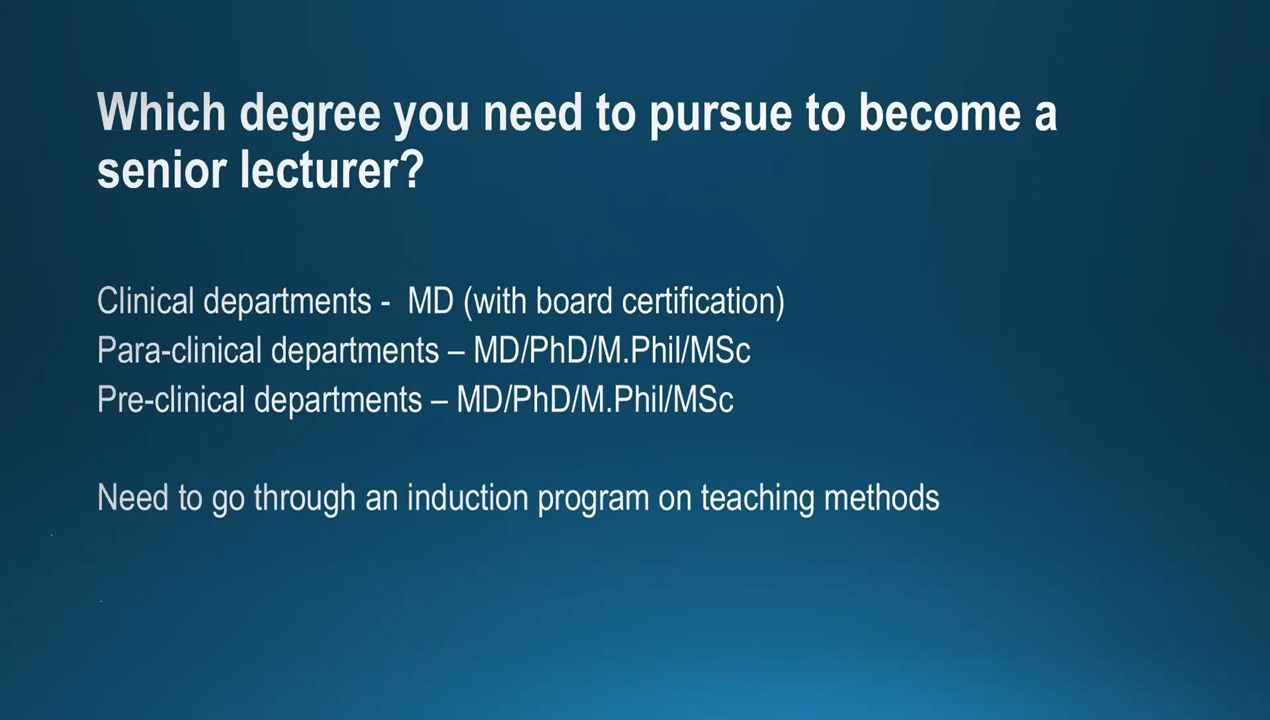 Which degree you need to pursue to become a
senior lecturer?
Clinical departments -  MD (with board certification)
Para-clinical departments – MD/PhD/M.Phil/MSc
Pre-clinical departments – MD/PhD/M.Phil/MSc
Need to go through an induction program on teaching methods